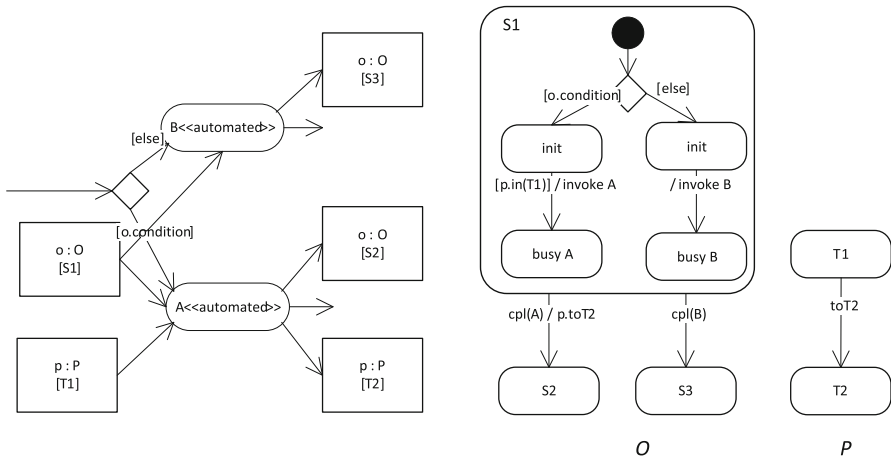 o : O
[S3]
B<<automated>>
[else]
[o.condition]
o : O
[S1]
o : O
[S2]
A<<automated>>
p : P
[T1]
p : P
[T2]
S1
[o.condition]
[else]
init
init
[p.in(T1)] / invoke A
/ invoke B
busy A
busy B
cpl(A) / p.toT2
cpl(B)
S2
S3
T1
toT2
T2
O
P